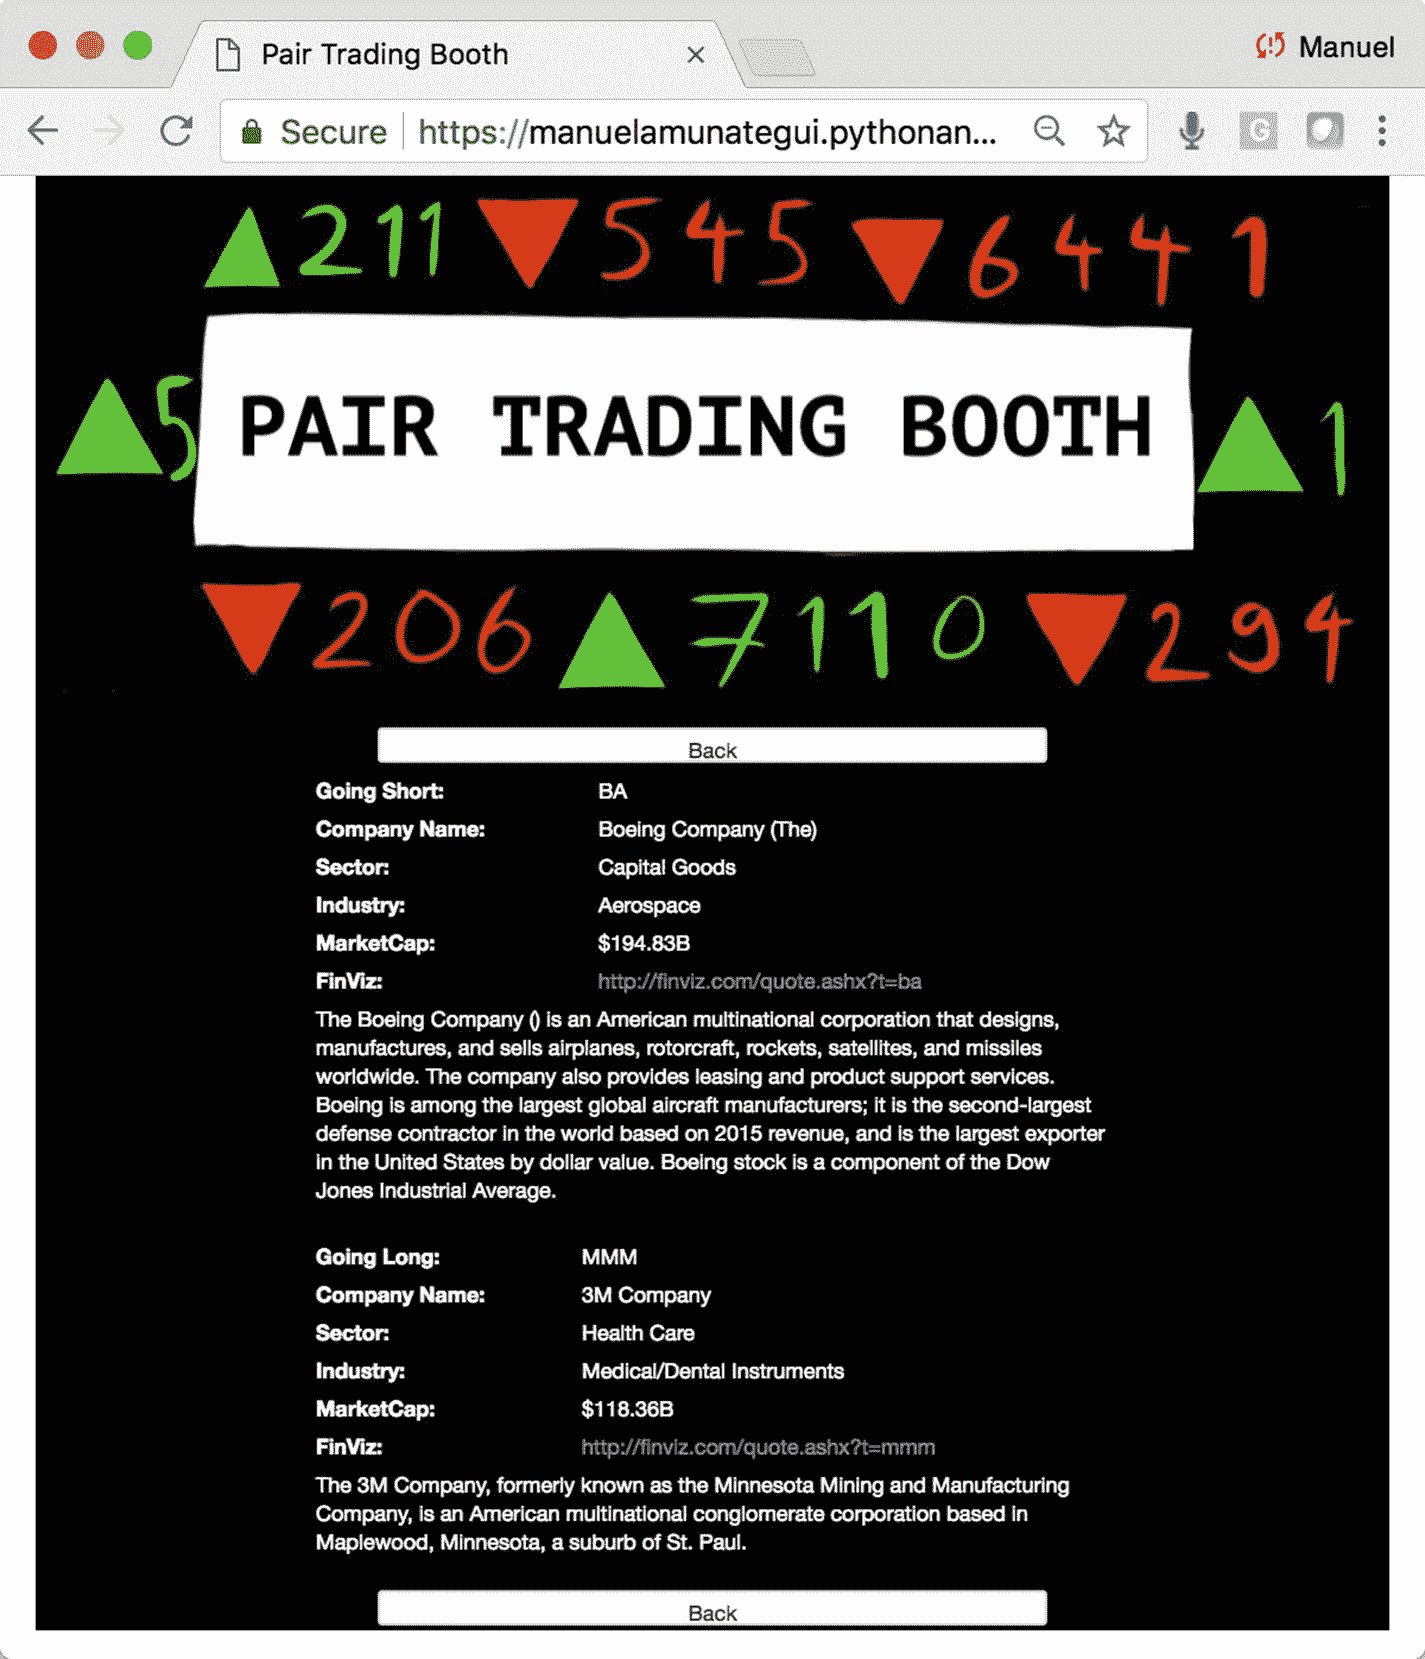 Pair Trading Booth
Manuel
Secure https://manuelamunategui.pythonan...
211 545 6441
5 PAIR TRADING BOOTH 1
206 7110 294
Back
Going Short: BA
Company Name: Boeing Company (The)
Sector: Capital Goods
Industry: Aerospace
MarketCap: $194.83B
FinViz: http://finviz.com/quote.ashx?t=ba
The Boeing Company () is an American multinational corporation that designs,
manufactures, and sells airplanes, rotorcraft, rockets, satellites, and missiles
worldwide. The company also provides leasing and product support services.
Boeing is among the largest global aircraft manufacturers; it is the second-largest
defense contractor in the world based on 2015 revenue, and is the largest exporter
in the United States by dollar value. Boeing stock is a component of the Dow
Jones Industrial Average.
Going Long: MMM
Company Name: 3M Company
Sector: Health Care
Industry: Medical/Dental Instruments
MarketCap: $118.36B
FinViz: http://finviz.com/quote.ashx?t=mmm
The 3M Company, formerly known as the Minnesota Mining and Manufacturing
Company, is an American multinational conglomerate corporation based in
Maplewood, Minnesota, a suburb of St. Paul.
Back